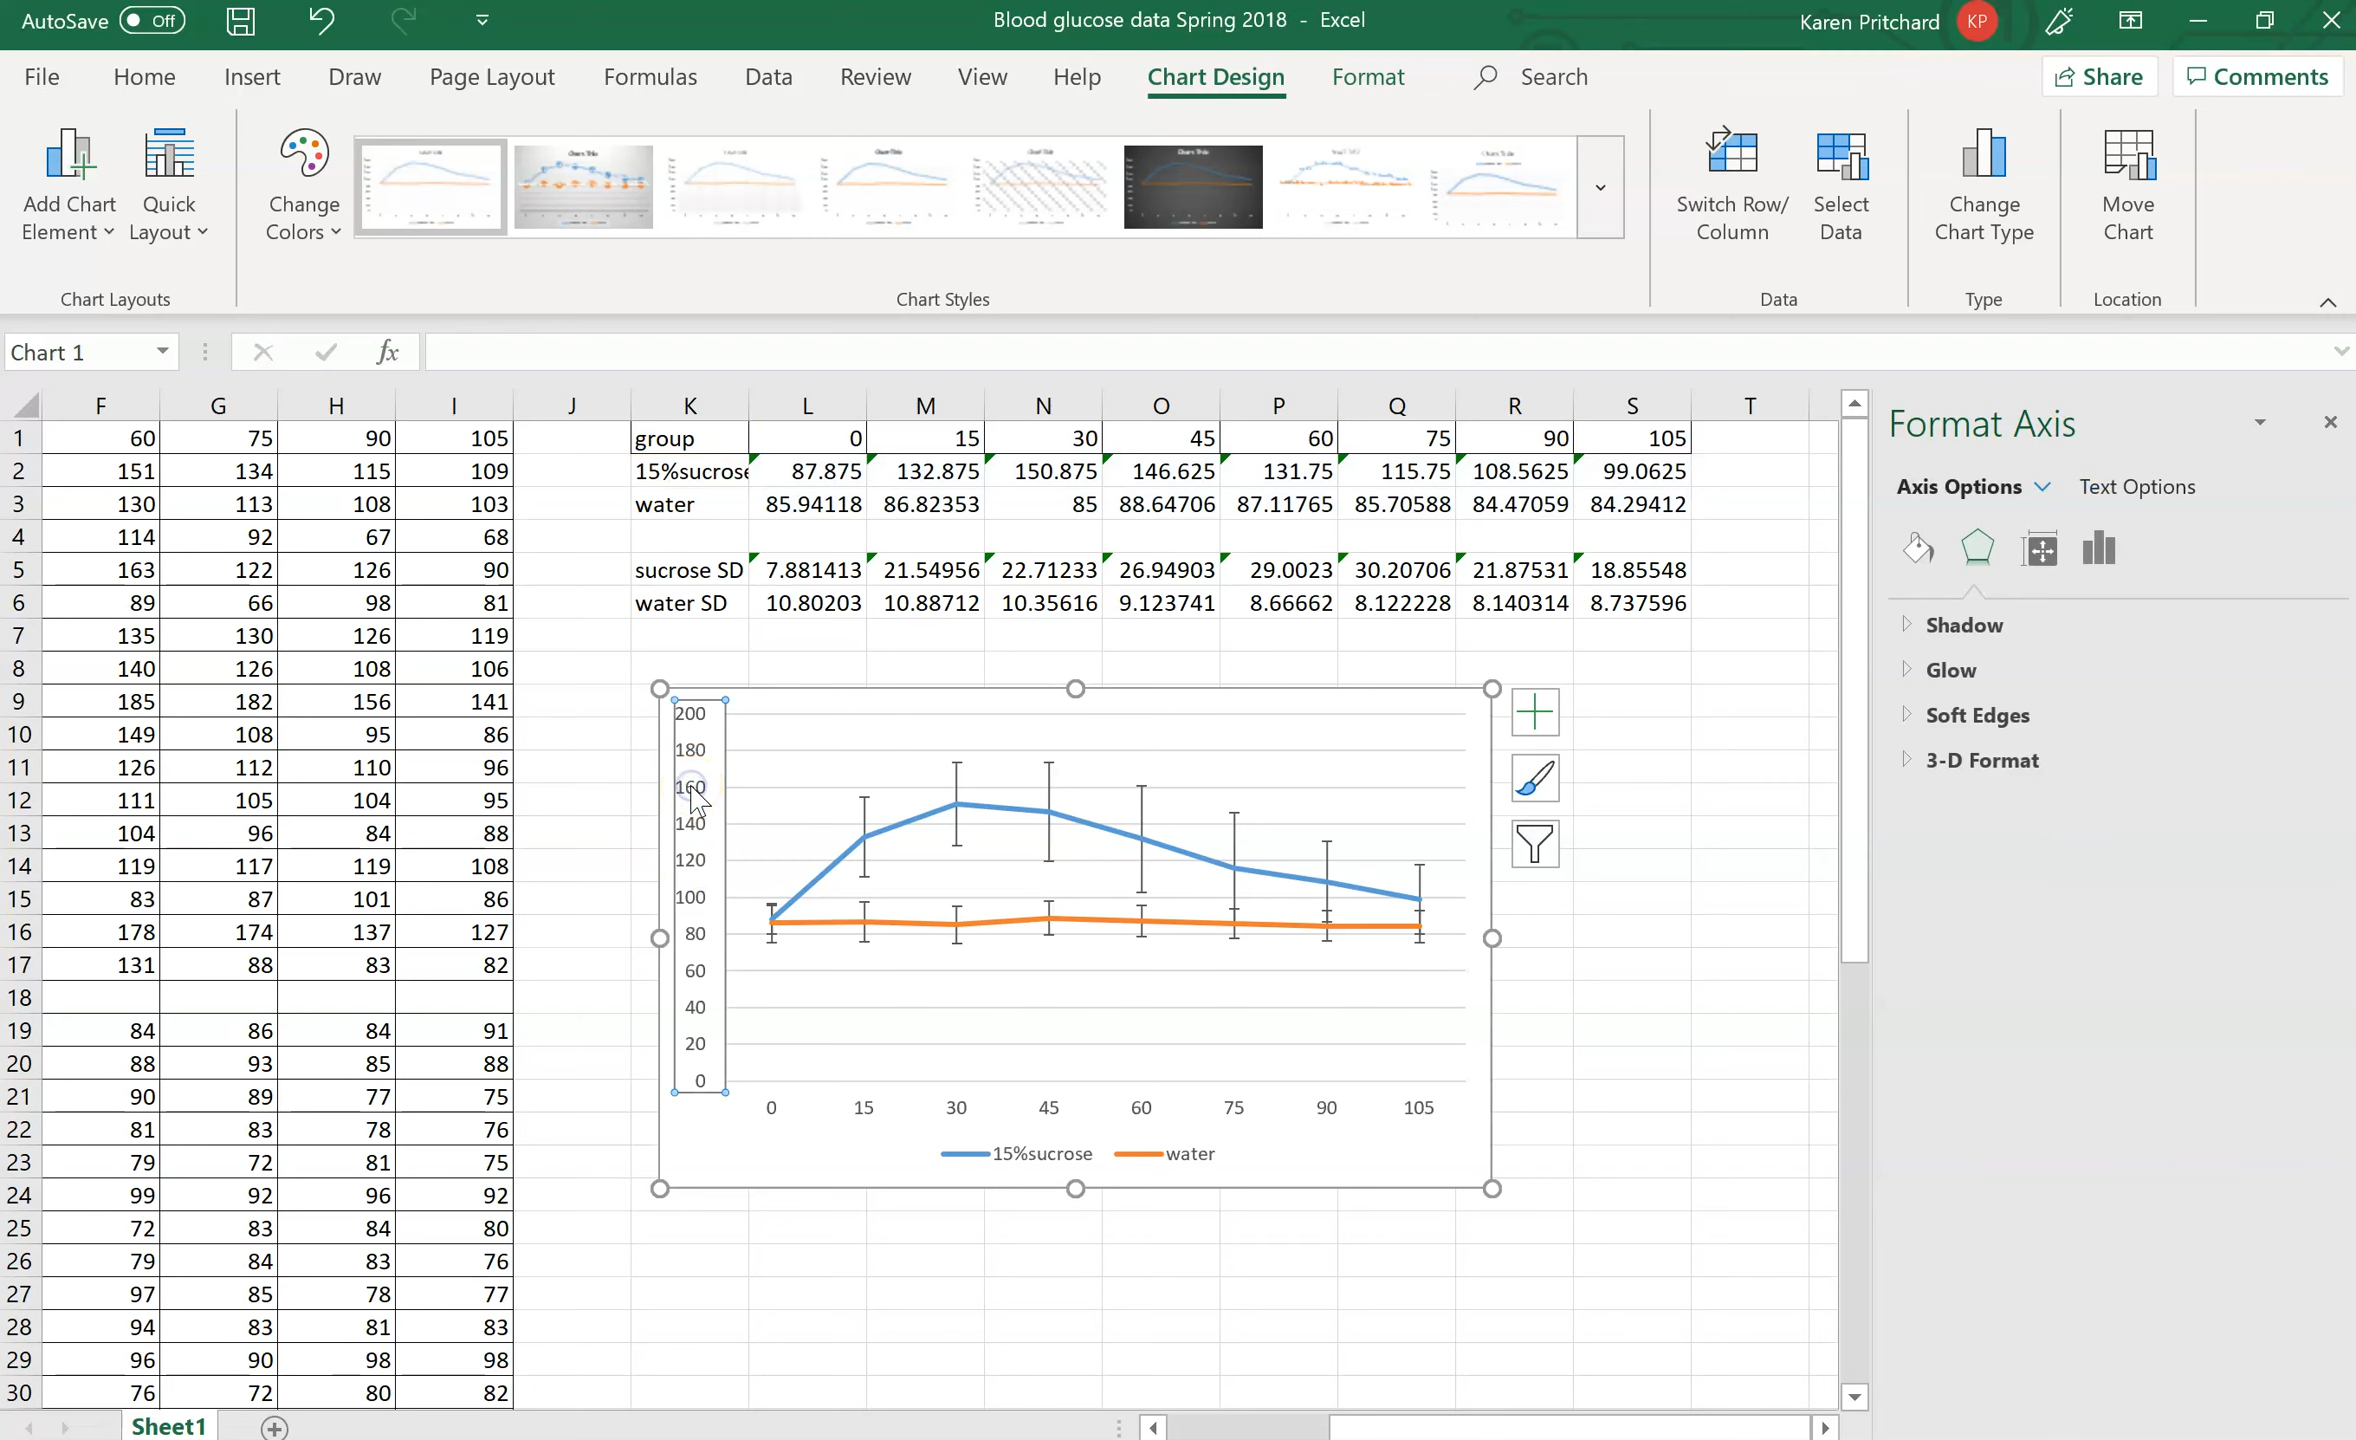 AutoSave Off Blood glucose data Spring 2018 - Excel Karen Pritchard KP
File Home Insert Draw Page Layout Formulas Data Review View Help Chart Design Format Search Share Comments
Add Chart Element
Quick Layout
Change Colors
Switch Row/ Column
Select Data
Change Chart Type
Move Chart
Chart Layouts Chart Styles Data Type Location
Chart 1 fx
F G H I J K L M N O P Q R S T
1 60 75 90 105 group 0 15 30 45 60 75 90 105
2 151 134 115 109 15%sucrose 87.875 132.875 150.875 146.625 131.75 115.75 108.5625 99.0625
3 130 113 108 103 water 85.94118 86.82353 85 88.64706 87.11765 85.70588 84.47059 84.29412
4 114 92 67 68
5 163 122 126 90 sucrose SD 7.881413 21.54956 22.71233 26.94903 29.0023 30.20706 21.87531 18.85548
6 89 66 98 81 water SD 10.80203 10.88712 10.35616 9.123741 8.66662 8.122228 8.140314 8.737596
7 135 130 126 119
8 140 126 108 106
9 185 182 156 141
10 149 108 95 86
11 126 112 110 96
12 111 105 104 95
13 104 96 84 88
14 119 117 119 108
15 83 87 101 86
16 178 174 137 127
17 131 88 83 82
18
19 84 86 84 91
20 88 93 85 88
21 90 89 77 75
22 81 83 78 76
23 79 72 81 75
24 99 92 96 92
25 72 83 84 80
26 79 84 83 76
27 97 85 78 77
28 94 83 81 83
29 96 90 98 98
30 76 72 80 82
200
180
160
140
120
100
80
60
40
20
0
0 15 30 45 60 75 90 105
15%sucrose water
Format Axis
Axis Options Text Options
Shadow
Glow
Soft Edges
3-D Format
Sheet1